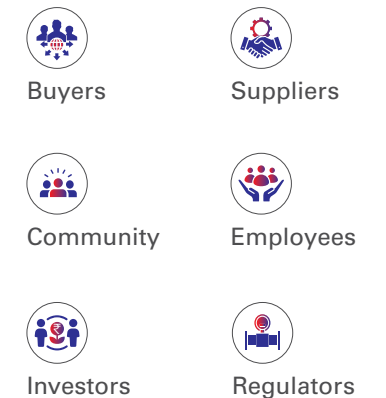 Buyers
Suppliers
Community
Employees
Investors
Regulators